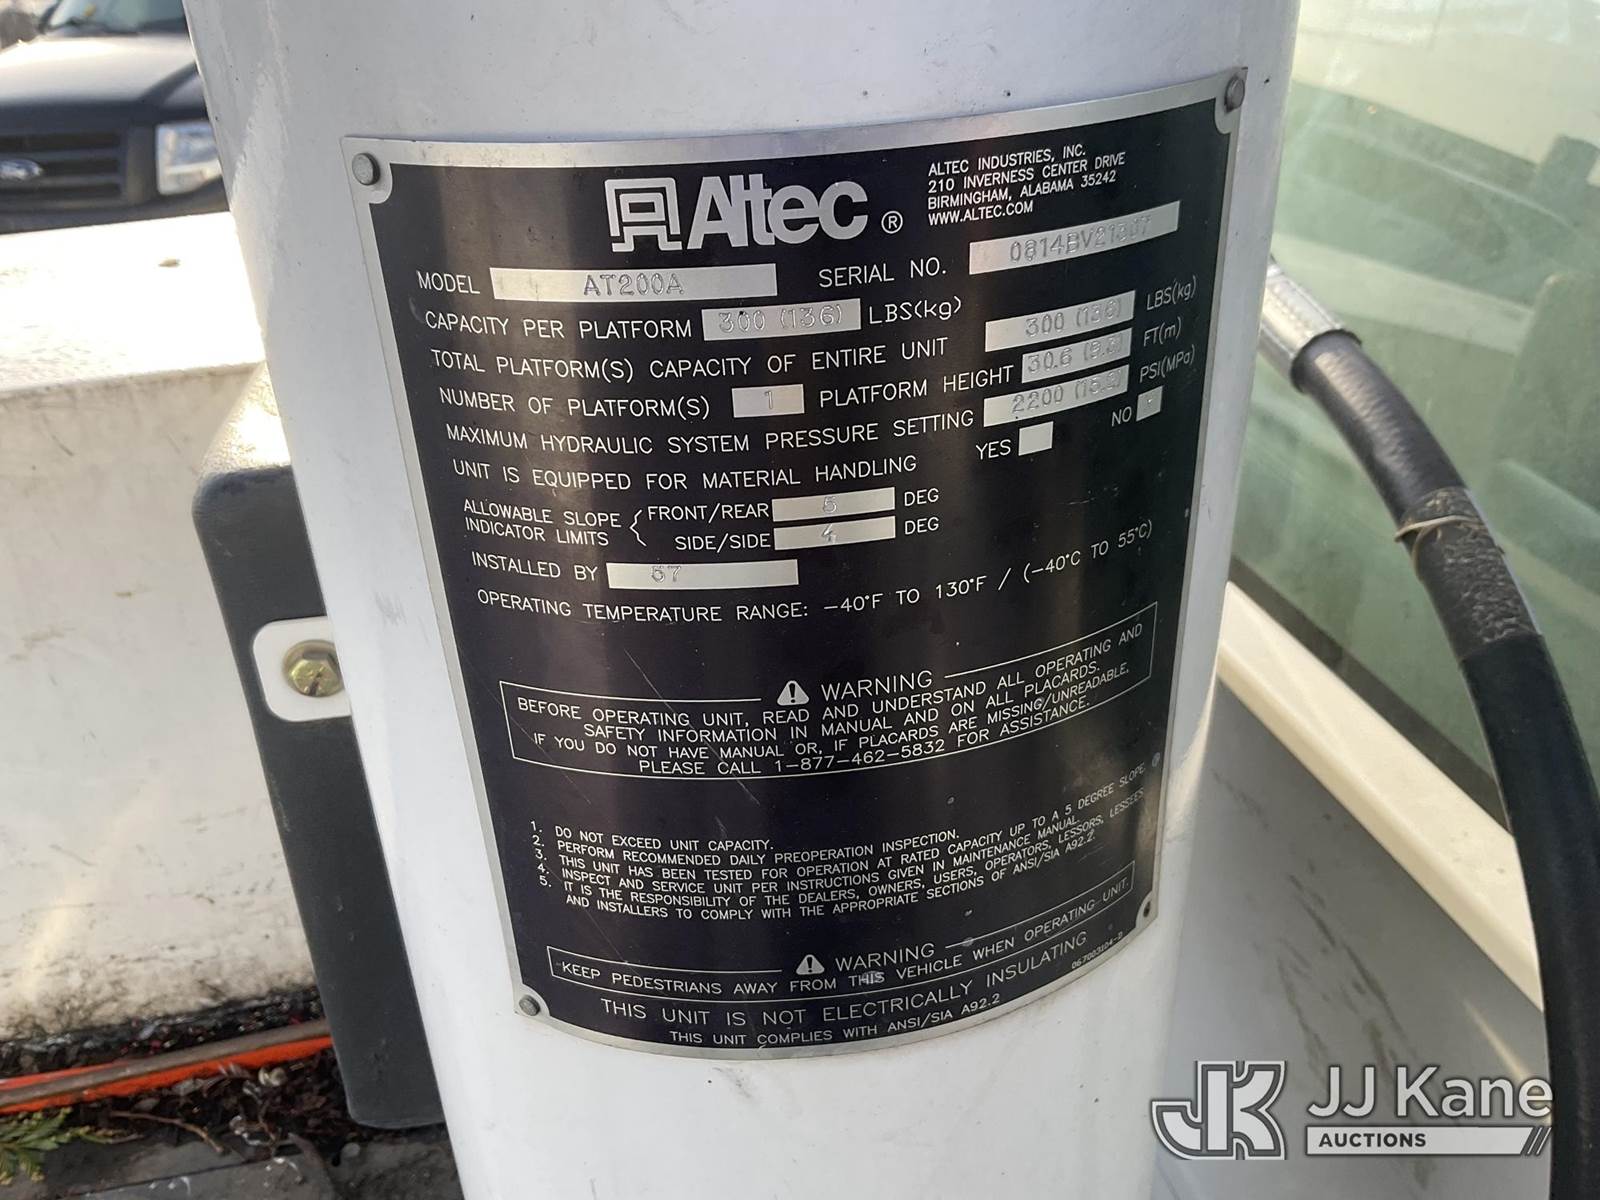 Altec ®
ALTEC INDUSTRIES, INC.
210 INVERNESS CENTER DRIVE
BIRMINGHAM, ALABAMA 35242
WWW.ALTEC.COM
MODEL AT200A SERIAL NO. 0814BV21307
CAPACITY PER PLATFORM 300 (136) LBS(kg)
TOTAL PLATFORM(S) CAPACITY OF ENTIRE UNIT 300 (136) LBS(kg)
NUMBER OF PLATFORM(S) 1 PLATFORM HEIGHT 30.6 (9.3) FT(m)
MAXIMUM HYDRAULIC SYSTEM PRESSURE SETTING 2200 PSI(MPa)
UNIT IS EQUIPPED FOR MATERIAL HANDLING YES NO
ALLOWABLE SLOPE INDICATOR LIMITS { FRONT/REAR 5 DEG
SIDE/SIDE 4 DEG
INSTALLED BY 57
OPERATING TEMPERATURE RANGE: -40°F TO 130°F / (-40°C TO 55°C)
WARNING
BEFORE OPERATING UNIT, READ AND UNDERSTAND ALL OPERATING AND
SAFETY INFORMATION IN MANUAL AND ON ALL PLACARDS.
IF YOU DO NOT HAVE MANUAL OR, IF PLACARDS ARE MISSING/UNREADABLE,
PLEASE CALL 1-877-462-5832 FOR ASSISTANCE.
1. DO NOT EXCEED UNIT CAPACITY.
2. PERFORM RECOMMENDED DAILY PREOPERATION INSPECTION.
3. THIS UNIT HAS BEEN TESTED FOR OPERATION AT RATED CAPACITY UP TO A 5 DEGREE SLOPE.
4. INSPECT AND SERVICE UNIT PER INSTRUCTIONS GIVEN IN MAINTENANCE MANUAL.
5. IT IS THE RESPONSIBILITY OF THE DEALERS, OWNERS, USERS, OPERATORS, LESSORS, LESSEES
AND INSTALLERS TO COMPLY WITH THE APPROPRIATE SECTIONS OF ANSI/SIA A92.2.
WARNING
KEEP PEDESTRIANS AWAY FROM THIS VEHICLE WHEN OPERATING UNIT.
THIS UNIT IS NOT ELECTRICALLY INSULATING
067003104-D
THIS UNIT COMPLIES WITH ANSI/SIA A92.2
Ford
JK JJ Kane
AUCTIONS